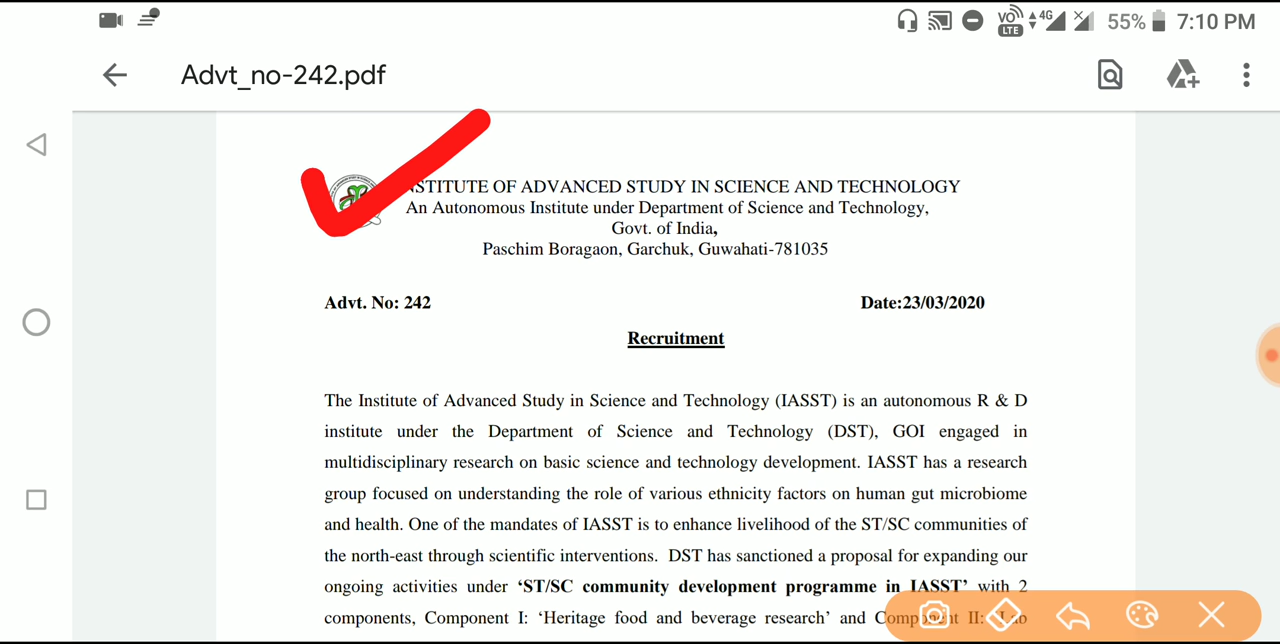 VO 4G 55% 7:10 PM
LTE
Advt_no-242.pdf
INSTITUTE OF ADVANCED STUDY IN SCIENCE AND TECHNOLOGY
An Autonomous Institute under Department of Science and Technology,
Govt. of India,
Paschim Boragaon, Garchuk, Guwahati-781035
Advt. No: 242 Date:23/03/2020
Recruitment
The Institute of Advanced Study in Science and Technology (IASST) is an autonomous R & D
institute under the Department of Science and Technology (DST), GOI engaged in
multidisciplinary research on basic science and technology development. IASST has a research
group focused on understanding the role of various ethnicity factors on human gut microbiome
and health. One of the mandates of IASST is to enhance livelihood of the ST/SC communities of
the north-east through scientific interventions. DST has sanctioned a proposal for expanding our
ongoing activities under ‘ST/SC community development programme in IASST’ with 2
components, Component I: ‘Heritage food and beverage research’ and Component II: ‘Lab